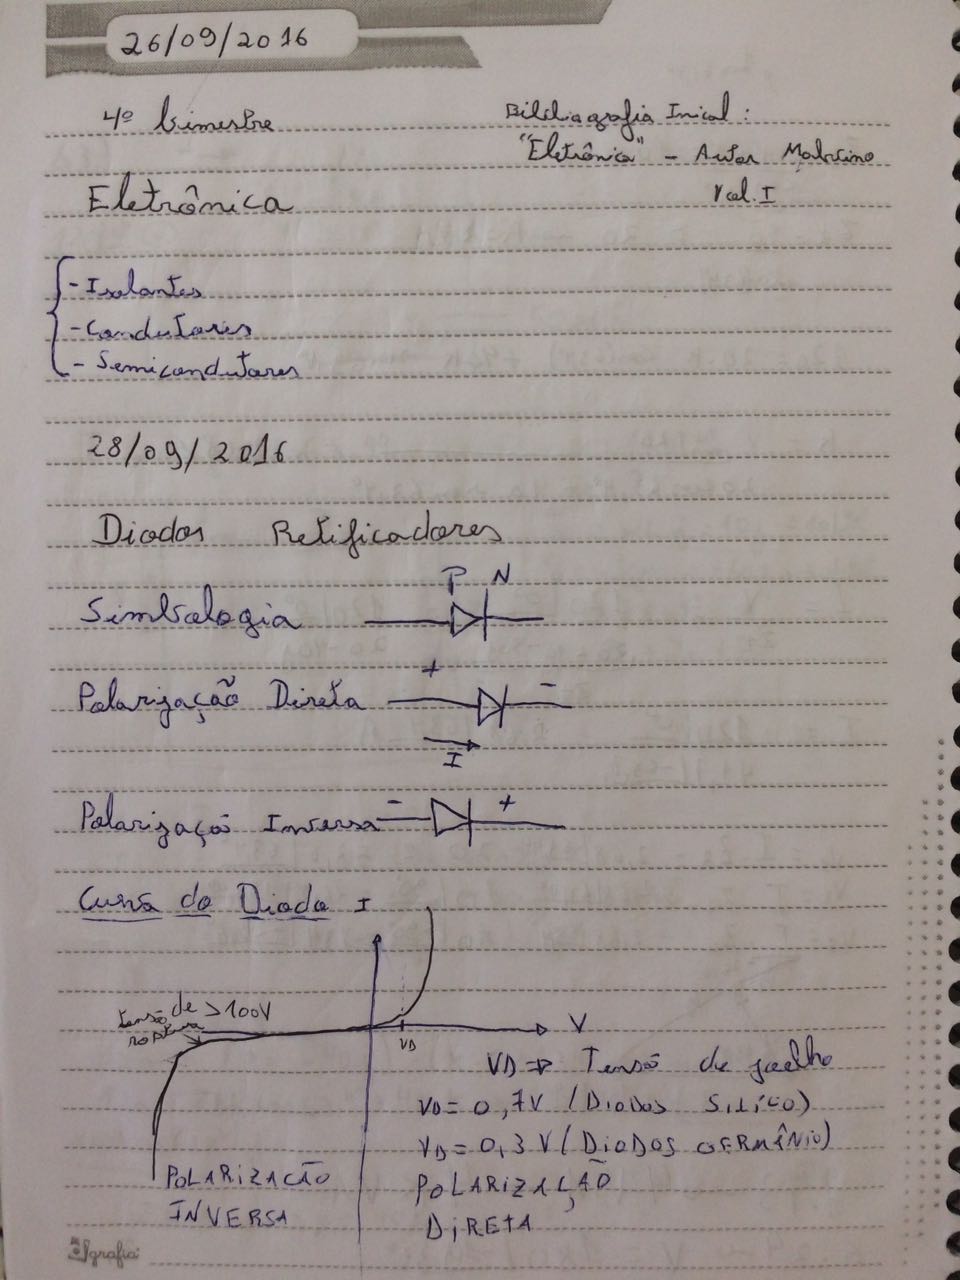 26/09/2016
4º bimestre
Bibliografia Inicial:
"Eletrônica" - Autor Malvino
Vol. I
Eletrônica
- Isolantes
- Condutores
- Semicondutores
28/09/2016
Diodos Retificadores
P N
Simbologia
+ -
Polarização Direta
I
- +
Polarização Inversa
Curva do Diodo I
tensão de >100V
ruptura
V
VD
VD => Tensão de joelho
VD = 0,7V (DIODOS SILÍCIO)
VD = 0,3V (DIODOS GERMÂNIO)
POLARIZAÇÃO
INVERSA
POLARIZAÇÃO
DIRETA
grafia